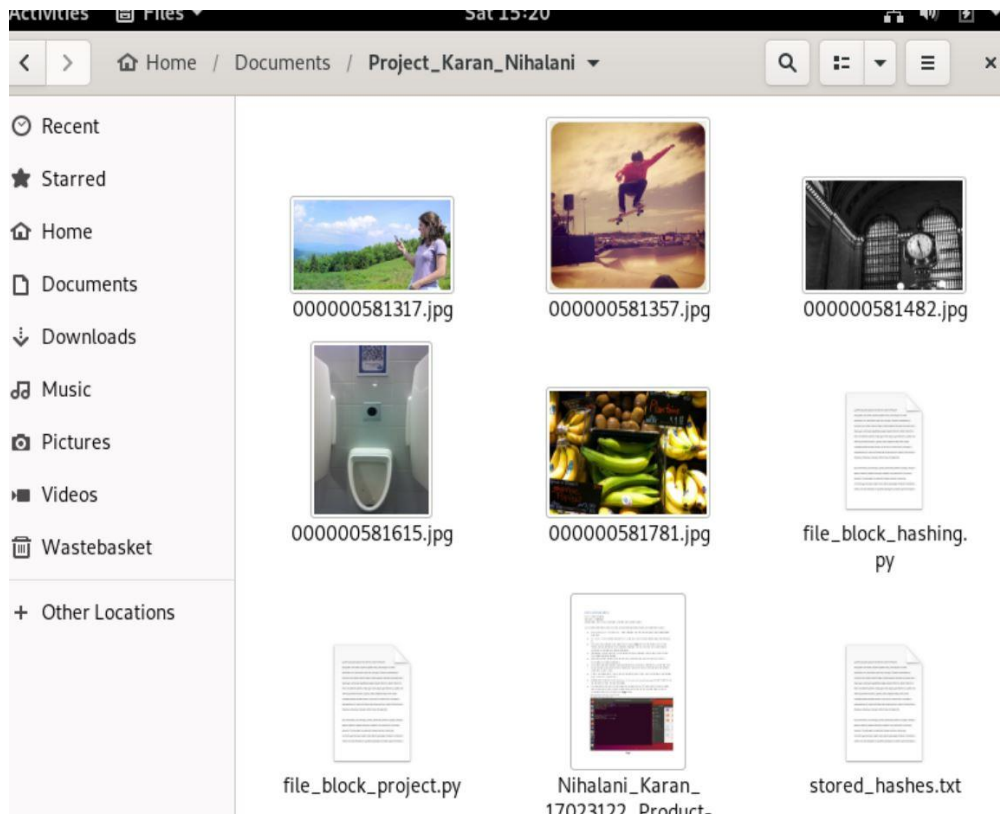 Activities Files Sat 15:20
Home / Documents / Project_Karan_Nihalani
Recent
Starred
Home
Documents
Downloads
Music
Pictures
Videos
Wastebasket
+ Other Locations
000000581317.jpg
000000581357.jpg
000000581482.jpg
000000581615.jpg
000000581781.jpg
file_block_hashing.
py
file_block_project.py
Nihalani_Karan_
17023122_Product-
stored_hashes.txt